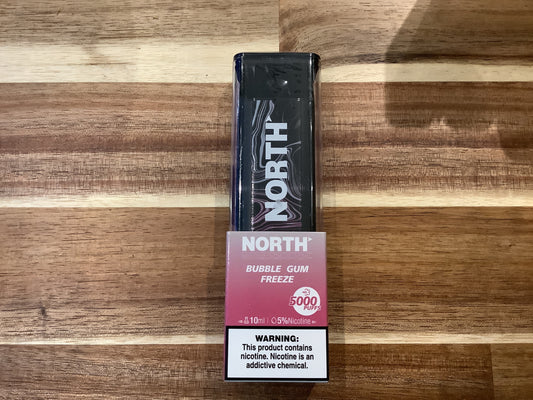 NORTH
NORTH
BUBBLE GUM
FREEZE
5000
PUFFS
10ml 5%Nicotine
WARNING:
This product contains
nicotine. Nicotine is an
addictive chemical.